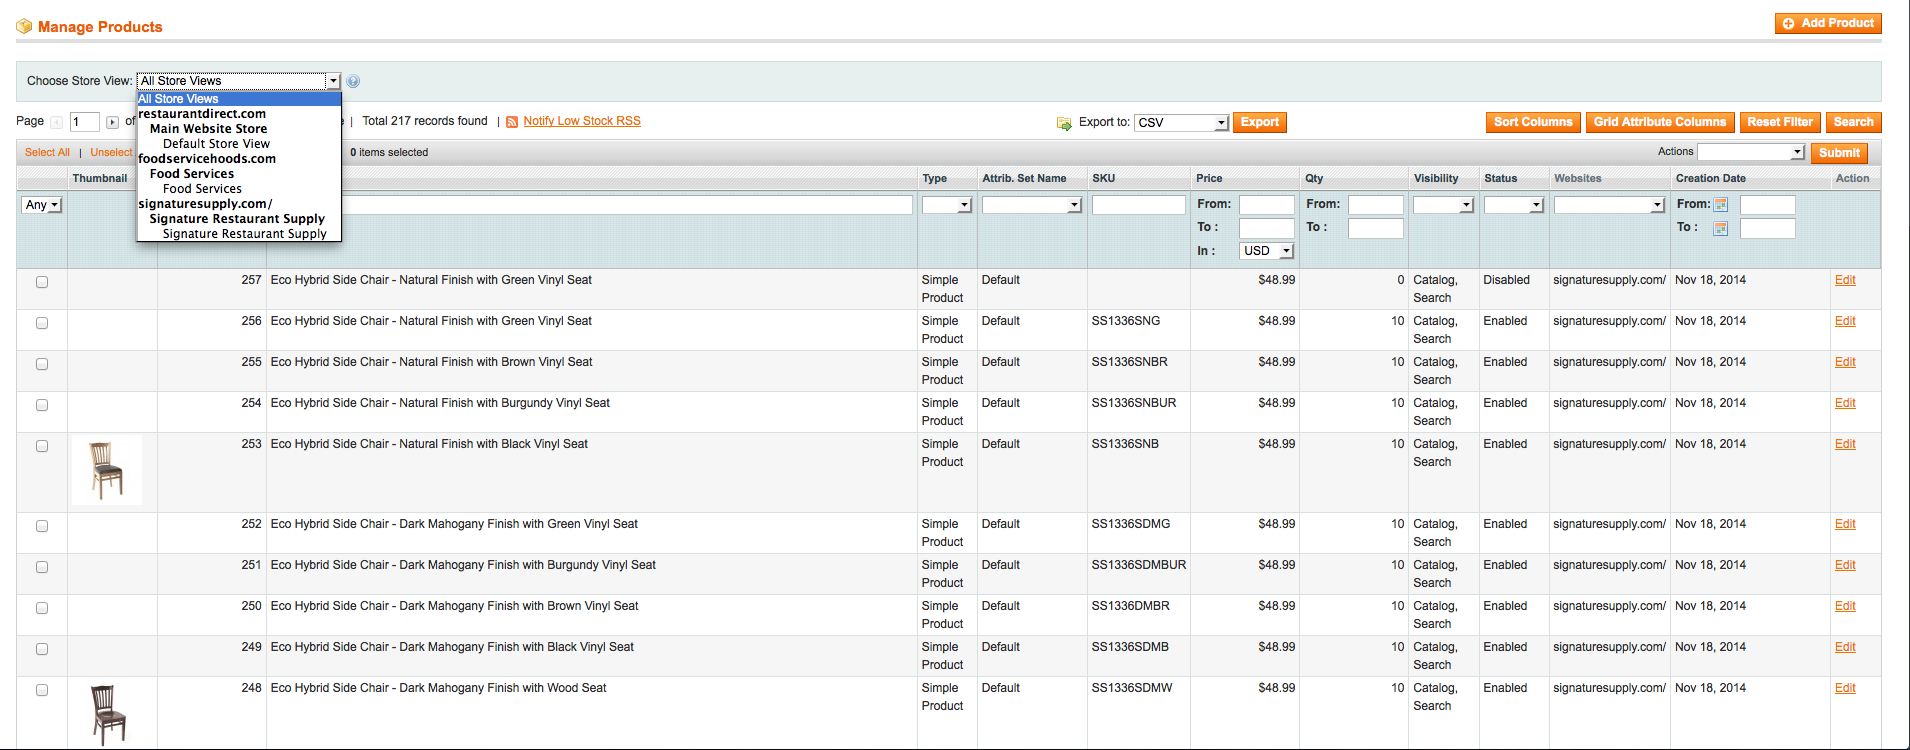 Manage Products
Add Product
Choose Store View: All Store Views
All Store Views
restaurantdirect.com
Main Website Store
Default Store View
foodservicehoods.com
Food Services
Food Services
signaturesupply.com/
Signature Restaurant Supply
Signature Restaurant Supply
Page 1 of | Total 217 records found | Notify Low Stock RSS Export to: CSV Export Sort Columns Grid Attribute Columns Reset Filter Search
Select All | Unselect 0 items selected Actions Submit
Thumbnail Type Attrib. Set Name SKU Price Qty Visibility Status Websites Creation Date Action
Any From: From: From:
To : To : To :
In : USD
257 Eco Hybrid Side Chair - Natural Finish with Green Vinyl Seat Simple Product Default $48.99 0 Catalog, Search Disabled signaturesupply.com/ Nov 18, 2014 Edit
256 Eco Hybrid Side Chair - Natural Finish with Green Vinyl Seat Simple Product Default SS1336SNG $48.99 10 Catalog, Search Enabled signaturesupply.com/ Nov 18, 2014 Edit
255 Eco Hybrid Side Chair - Natural Finish with Brown Vinyl Seat Simple Product Default SS1336SNBR $48.99 10 Catalog, Search Enabled signaturesupply.com/ Nov 18, 2014 Edit
254 Eco Hybrid Side Chair - Natural Finish with Burgundy Vinyl Seat Simple Product Default SS1336SNBUR $48.99 10 Catalog, Search Enabled signaturesupply.com/ Nov 18, 2014 Edit
253 Eco Hybrid Side Chair - Natural Finish with Black Vinyl Seat Simple Product Default SS1336SNB $48.99 10 Catalog, Search Enabled signaturesupply.com/ Nov 18, 2014 Edit
252 Eco Hybrid Side Chair - Dark Mahogany Finish with Green Vinyl Seat Simple Product Default SS1336SDMG $48.99 10 Catalog, Search Enabled signaturesupply.com/ Nov 18, 2014 Edit
251 Eco Hybrid Side Chair - Dark Mahogany Finish with Burgundy Vinyl Seat Simple Product Default SS1336SDMBUR $48.99 10 Catalog, Search Enabled signaturesupply.com/ Nov 18, 2014 Edit
250 Eco Hybrid Side Chair - Dark Mahogany Finish with Brown Vinyl Seat Simple Product Default SS1336DMBR $48.99 10 Catalog, Search Enabled signaturesupply.com/ Nov 18, 2014 Edit
249 Eco Hybrid Side Chair - Dark Mahogany Finish with Black Vinyl Seat Simple Product Default SS1336SDMB $48.99 10 Catalog, Search Enabled signaturesupply.com/ Nov 18, 2014 Edit
248 Eco Hybrid Side Chair - Dark Mahogany Finish with Wood Seat Simple Product Default SS1336SDMW $48.99 10 Catalog, Search Enabled signaturesupply.com/ Nov 18, 2014 Edit